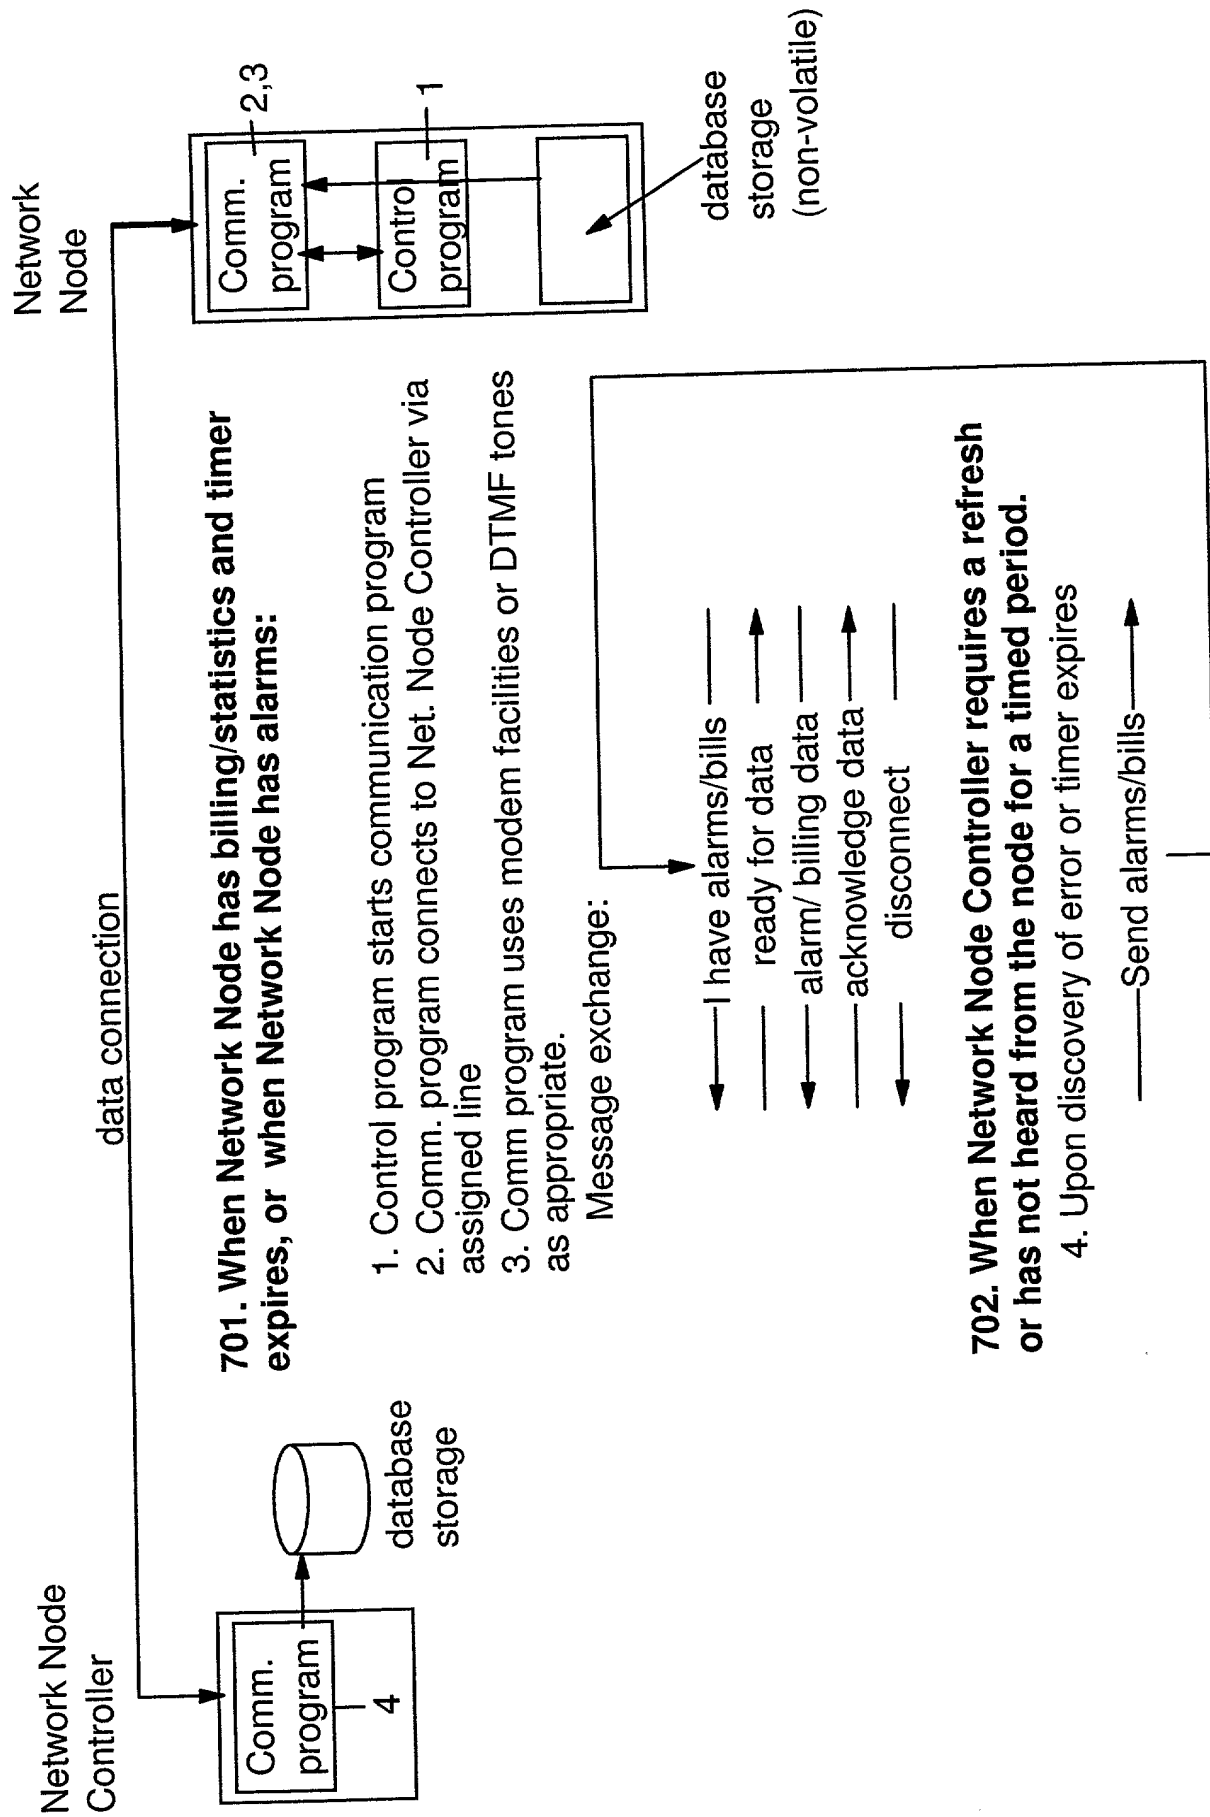 Network Node
Controller
Comm.
program
4
database
storage
data connection
Network
Node
Comm.
program
2,3
Control
program
1
database
storage
(non-volatile)
701. When Network Node has billing/statistics and timer
expires, or when Network Node has alarms:
1. Control program starts communication program
2. Comm. program connects to Net. Node Controller via
assigned line
3. Comm program uses modem facilities or DTMF tones
as appropriate.
Message exchange:
I have alarms/bills
ready for data
alarm/ billing data
acknowledge data
disconnect
702. When Network Node Controller requires a refresh
or has not heard from the node for a timed period.
4. Upon discovery of error or timer expires
Send alarms/bills